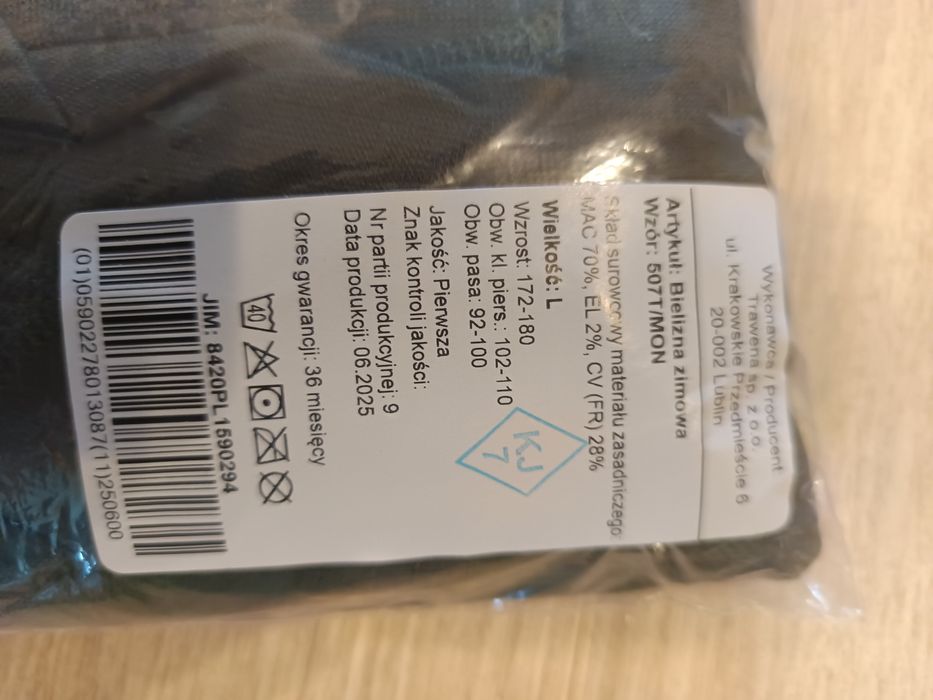 Wykonawca / Producent
Trawena sp. z o.o.
ul. Krakowskie Przedmieście 6
20-002 Lublin
Artykuł: Bielizna zimowa
Wzór: 507T/MON
Skład surowcowy materiału zasadniczego:
MAC 70%, EL 2%, CV (FR) 28%
Wielkość: L
Wzrost: 172-180
Obw. kl. piers.: 102-110
Obw. pasa: 92-100
Jakość: Pierwsza
Znak kontroli jakości:
KJ
7
Nr partii produkcyjnej: 9
Data produkcji: 06.2025
Okres gwarancji: 36 miesięcy
40
JIM: 8420PL1590294
(01)05902278013087(11)250600